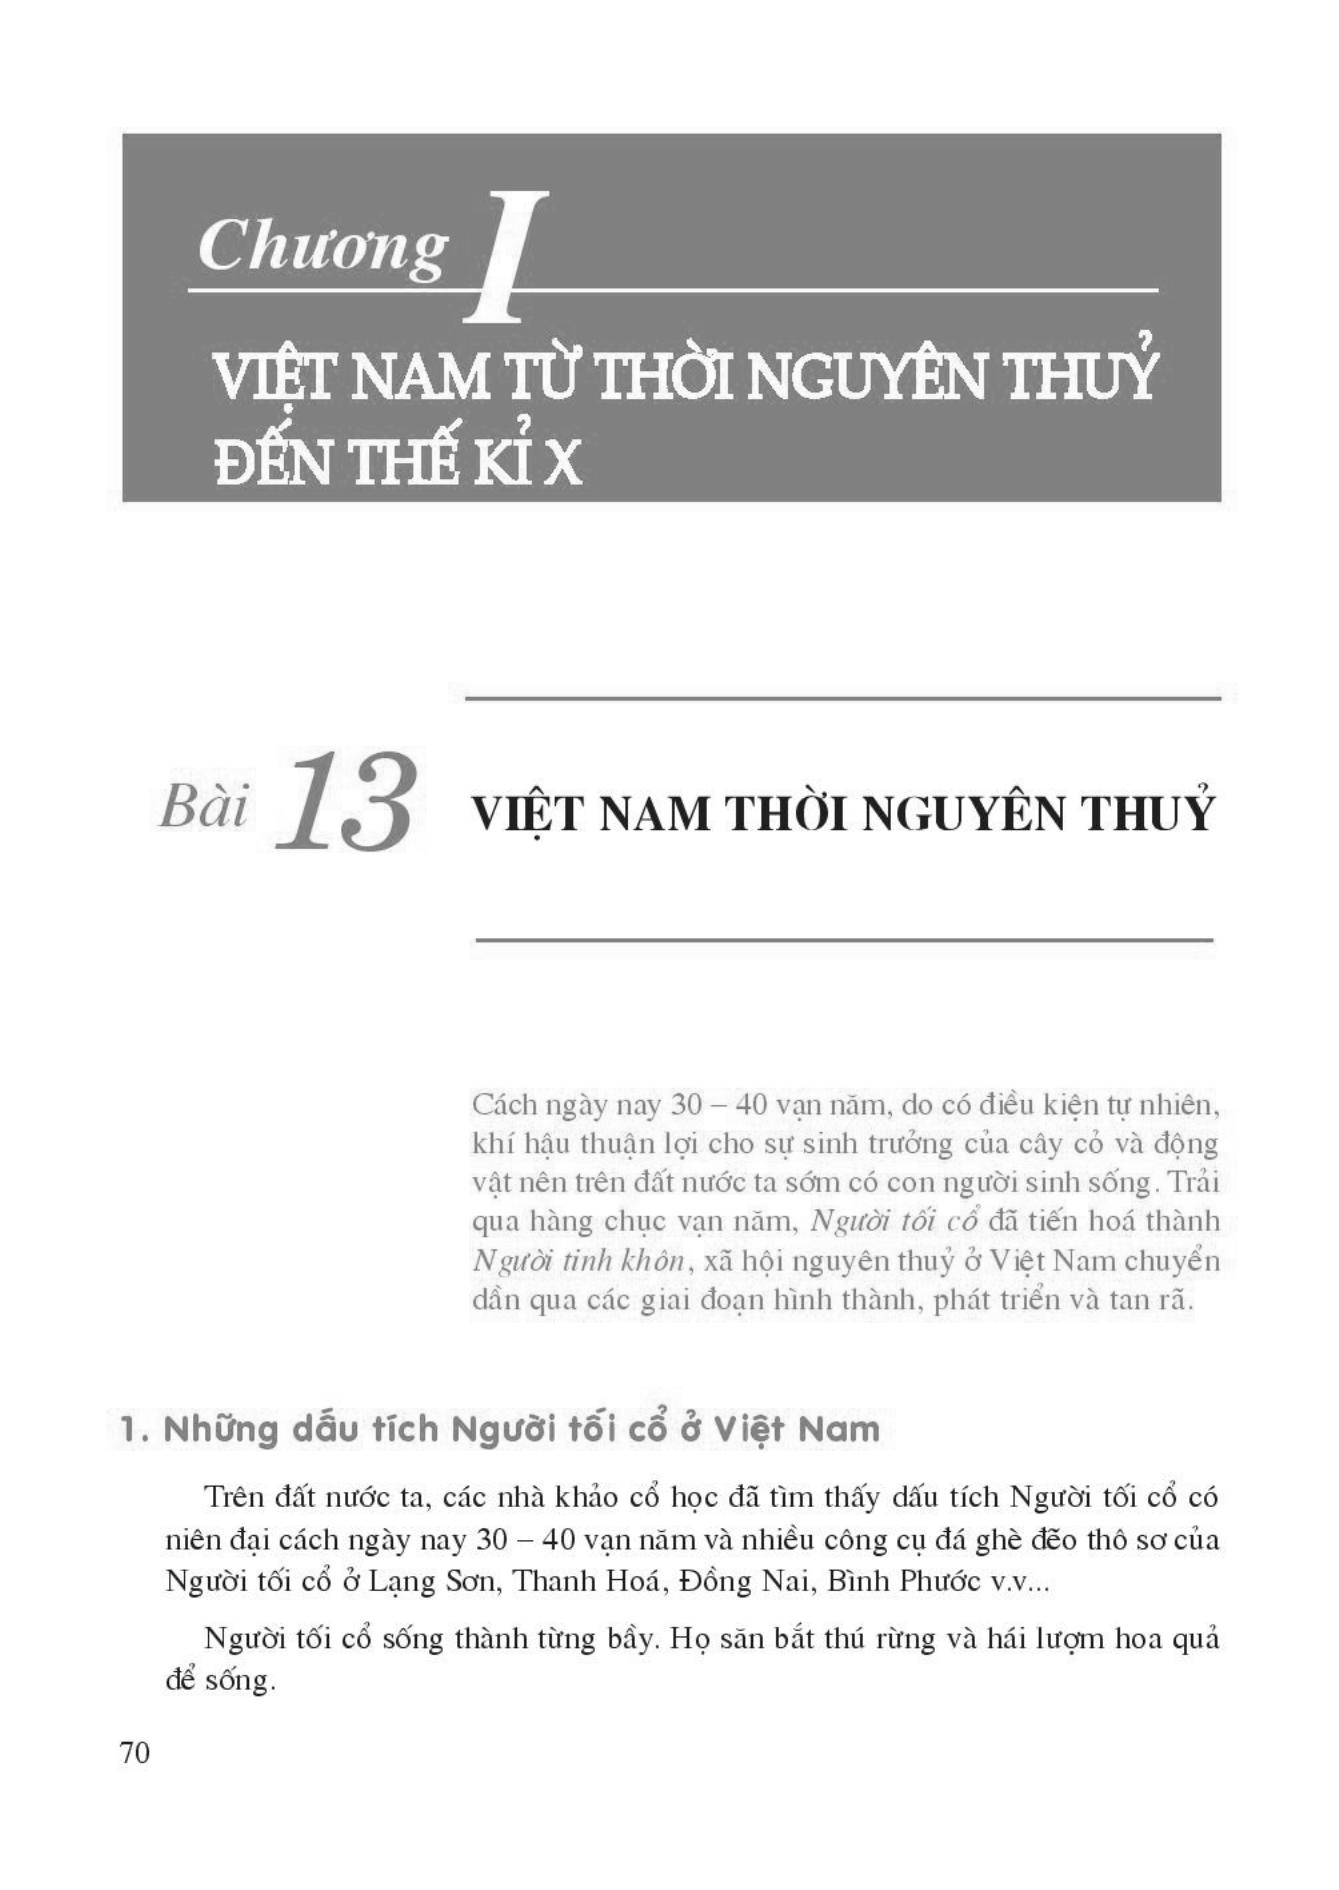 Chương I
VIỆT NAM TỪ THỜI NGUYÊN THUỶ
ĐẾN THẾ KỈ X
Bài 13
VIỆT NAM THỜI NGUYÊN THUỶ
Cách ngày nay 30 – 40 vạn năm, do có điều kiện tự nhiên,
khí hậu thuận lợi cho sự sinh trưởng của cây cỏ và động
vật nên trên đất nước ta sớm có con người sinh sống. Trải
qua hàng chục vạn năm, Người tối cổ đã tiến hoá thành
Người tinh khôn, xã hội nguyên thuỷ ở Việt Nam chuyển
dần qua các giai đoạn hình thành, phát triển và tan rã.
1. Những dấu tích Người tối cổ ở Việt Nam
Trên đất nước ta, các nhà khảo cổ học đã tìm thấy dấu tích Người tối cổ có
niên đại cách ngày nay 30 – 40 vạn năm và nhiều công cụ đá ghè đẽo thô sơ của
Người tối cổ ở Lạng Sơn, Thanh Hoá, Đồng Nai, Bình Phước v.v...
Người tối cổ sống thành từng bầy. Họ săn bắt thú rừng và hái lượm hoa quả
để sống.
70